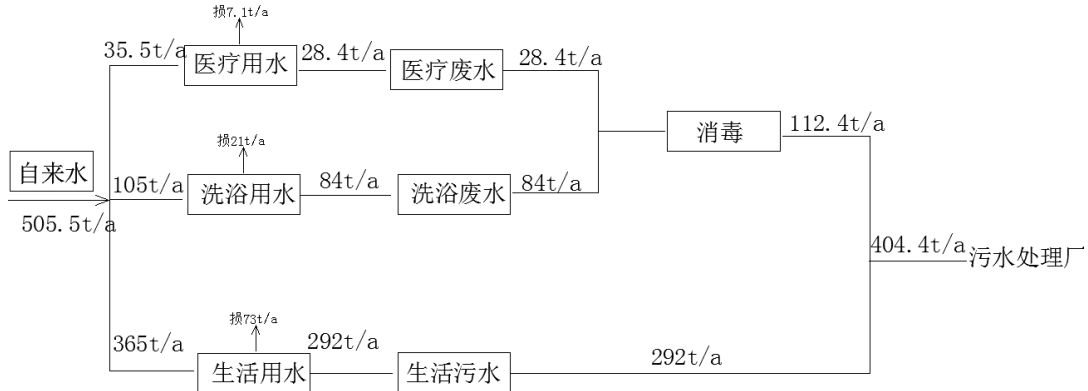 损7.1t/a
35.5t/a
医疗用水
28.4t/a
医疗废水
28.4t/a
消毒
112.4t/a
自来水
505.5t/a
损21t/a
105t/a
洗浴用水
84t/a
洗浴废水
84t/a
404.4t/a
污水处理厂
损73t/a
365t/a
生活用水
292t/a
生活污水
292t/a